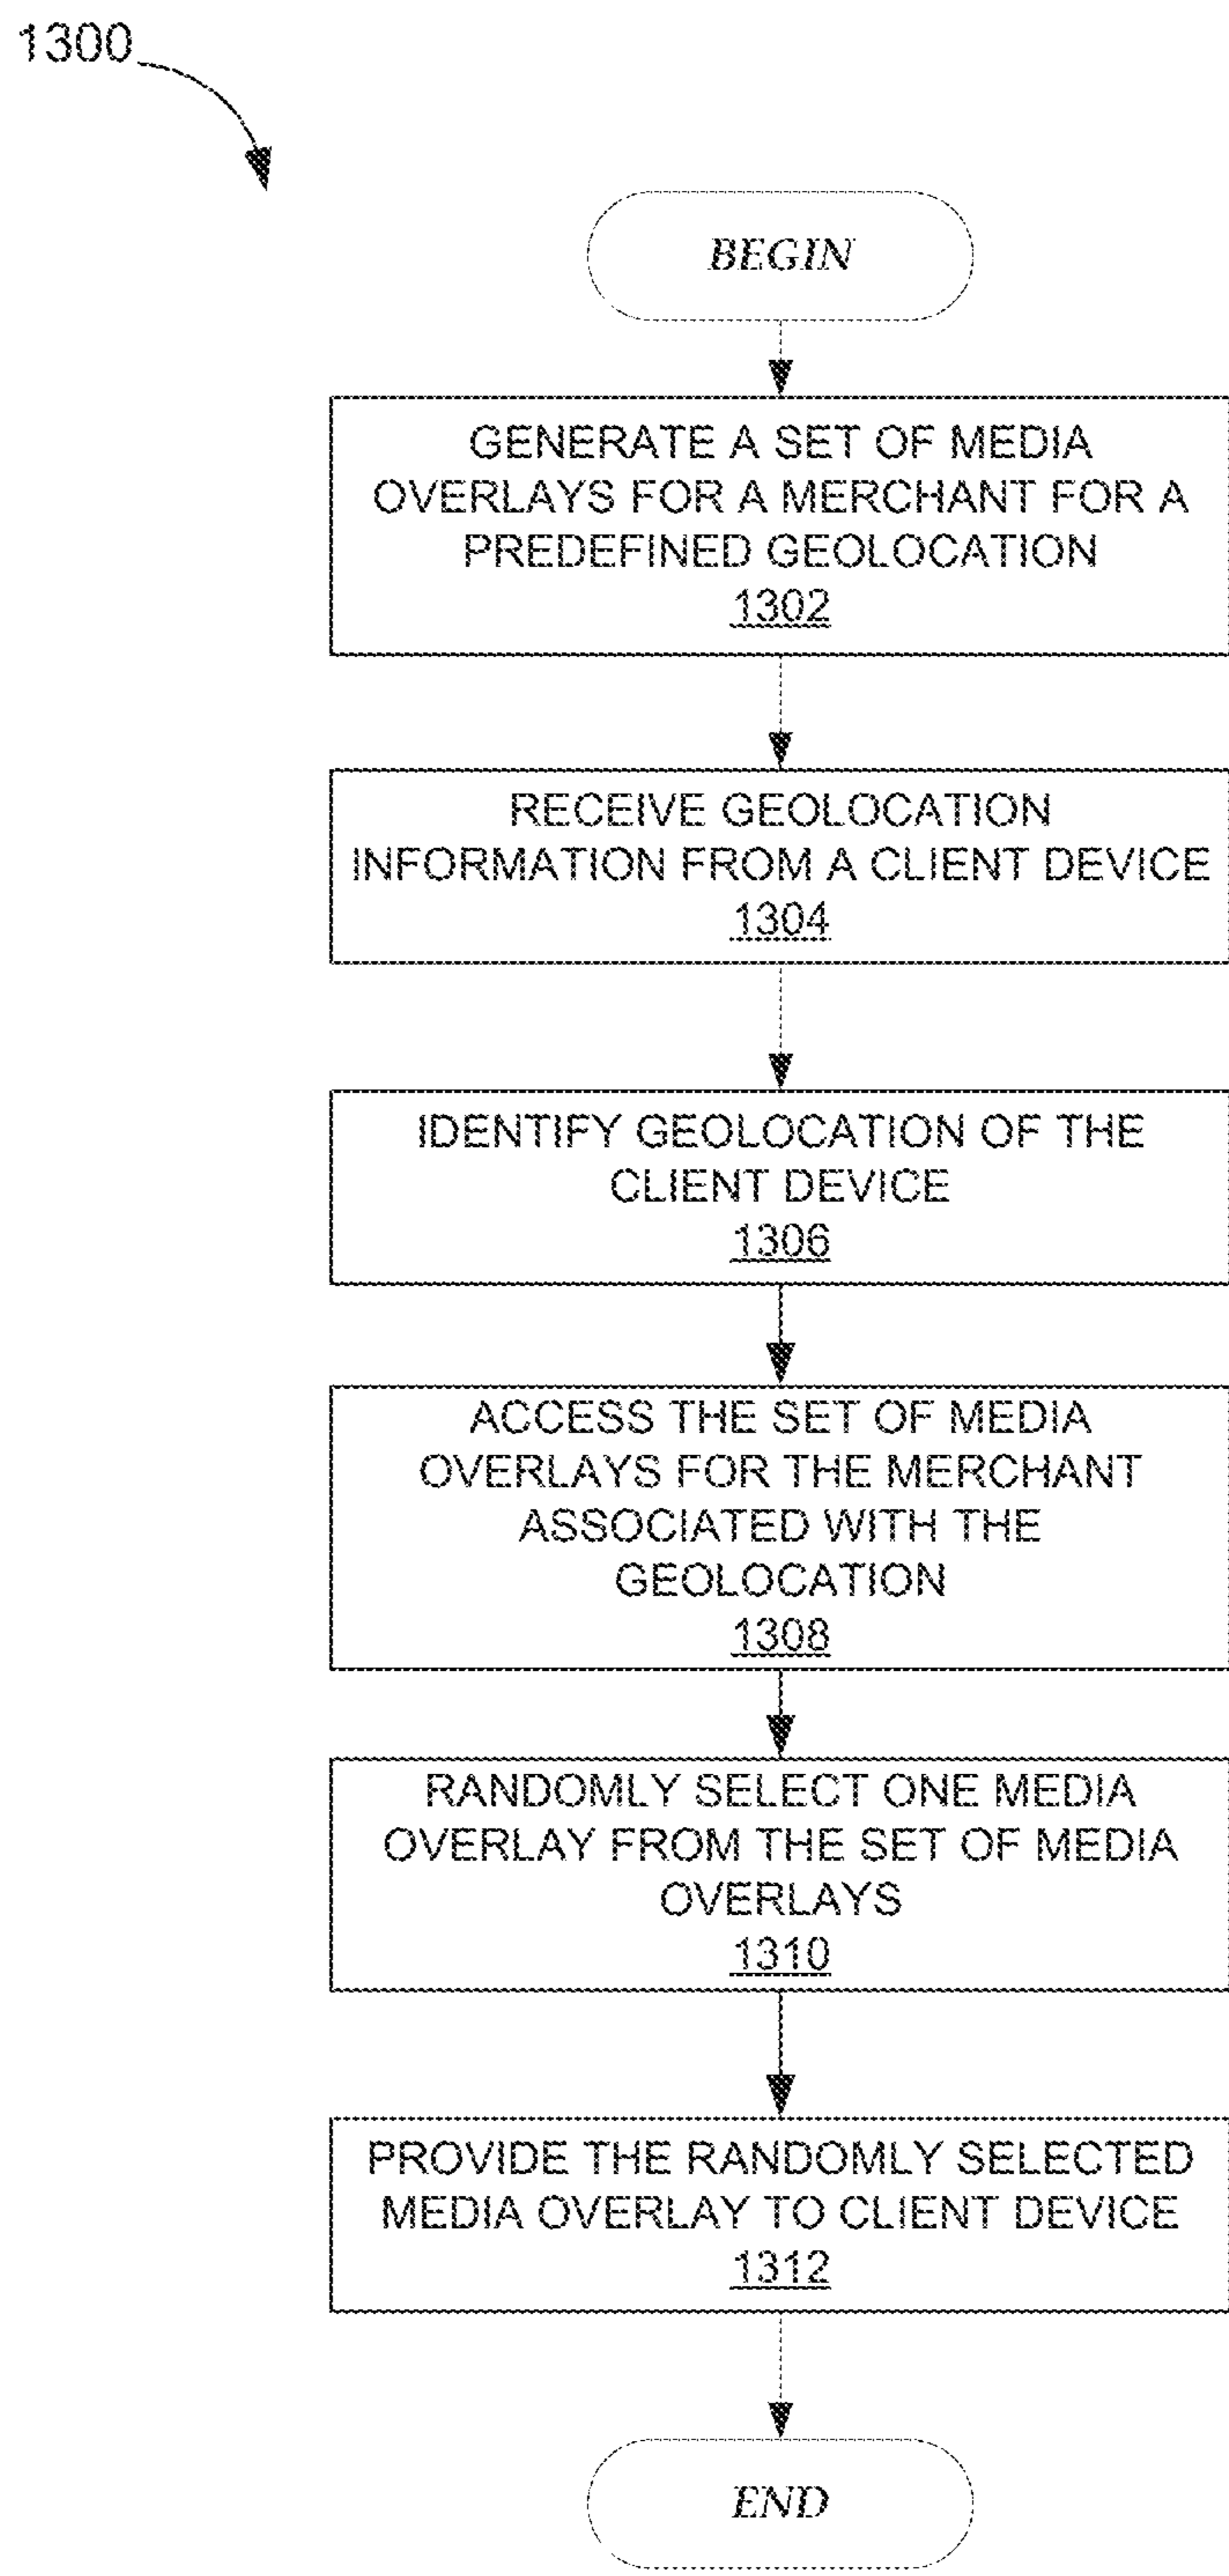 1300
BEGIN
GENERATE A SET OF MEDIA
OVERLAYS FOR A MERCHANT FOR A
PREDEFINED GEOLOCATION
1302
RECEIVE GEOLOCATION
INFORMATION FROM A CLIENT DEVICE
1304
IDENTIFY GEOLOCATION OF THE
CLIENT DEVICE
1306
ACCESS THE SET OF MEDIA
OVERLAYS FOR THE MERCHANT
ASSOCIATED WITH THE
GEOLOCATION
1308
RANDOMLY SELECT ONE MEDIA
OVERLAY FROM THE SET OF MEDIA
OVERLAYS
1310
PROVIDE THE RANDOMLY SELECTED
MEDIA OVERLAY TO CLIENT DEVICE
1312
END